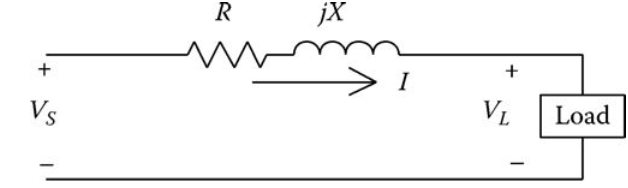 R jX
+ I +
V_S V_L Load
− −